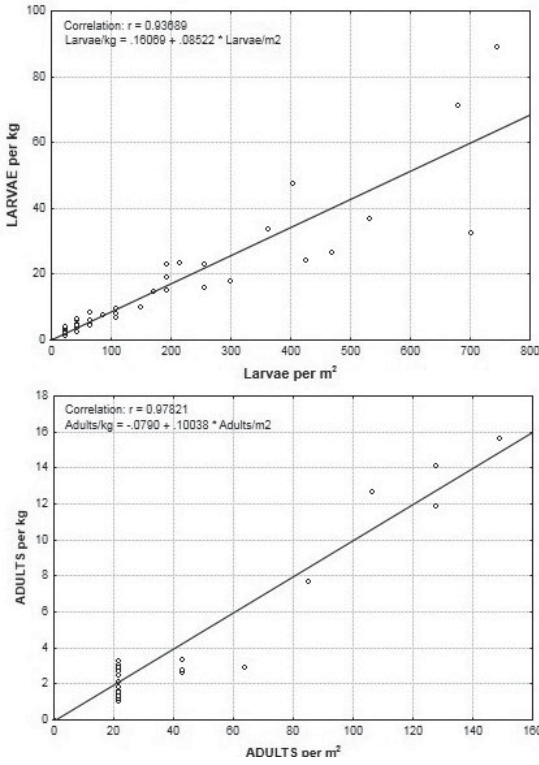 Correlation: r = 0.93689
Larvae/kg = .16069 + .08522 * Larvae/m2
LARVAE per kg
100
80
60
40
20
0
0 100 200 300 400 500 600 700 800
Larvae per m²
Correlation: r = 0.97821
Adults/kg = -.0790 + .10038 * Adults/m2
ADULTS per kg
18
16
14
12
10
8
6
4
2
0
0 20 40 60 80 100 120 140 160
ADULTS per m²